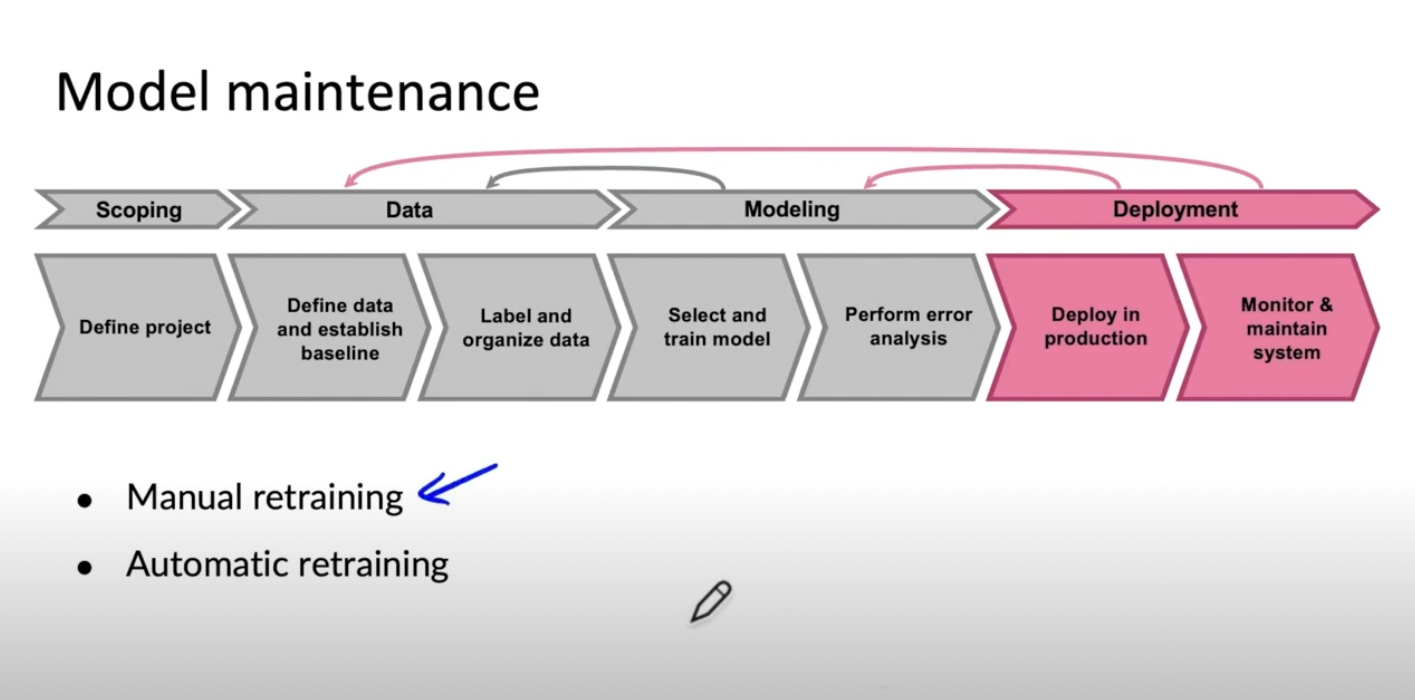 Model maintenance
Scoping
Data
Modeling
Deployment
Define project
Define data
and establish
baseline
Label and
organize data
Select and
train model
Perform error
analysis
Deploy in
production
Monitor &
maintain
system
● Manual retraining
● Automatic retraining